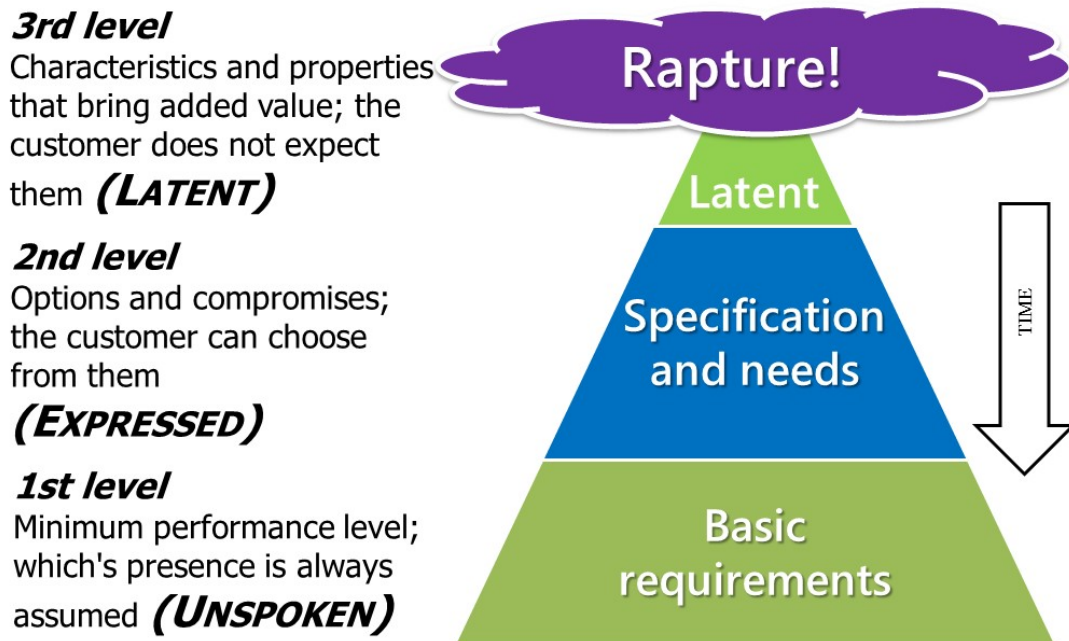 3rd level
Characteristics and properties
that bring added value; the
customer does not expect
them (LATENT)
2nd level
Options and compromises;
the customer can choose
from them
(EXPRESSED)
1st level
Minimum performance level;
which's presence is always
assumed (UNSPOKEN)
Rapture!
Latent
Specification
and needs
Basic
requirements
TIME